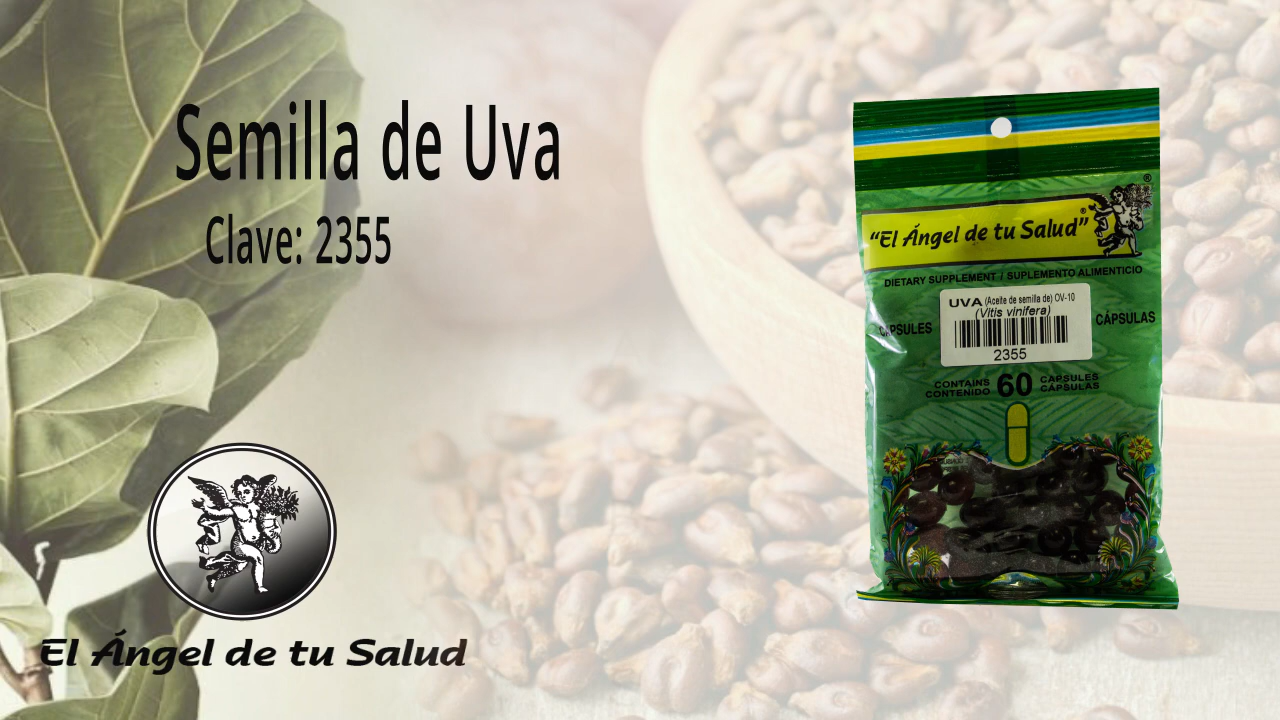 Semilla de Uva
Clave: 2355
El Ángel de tu Salud
®
“El Ángel de tu Salud”®
DIETARY SUPPLEMENT / SUPLEMENTO ALIMENTICIO
UVA (Aceite de semilla de) OV-10
(Vitis vinifera)
CÁPSULAS
2355
CONTAINS 60 CAPSULES
CONTENIDO CÁPSULAS